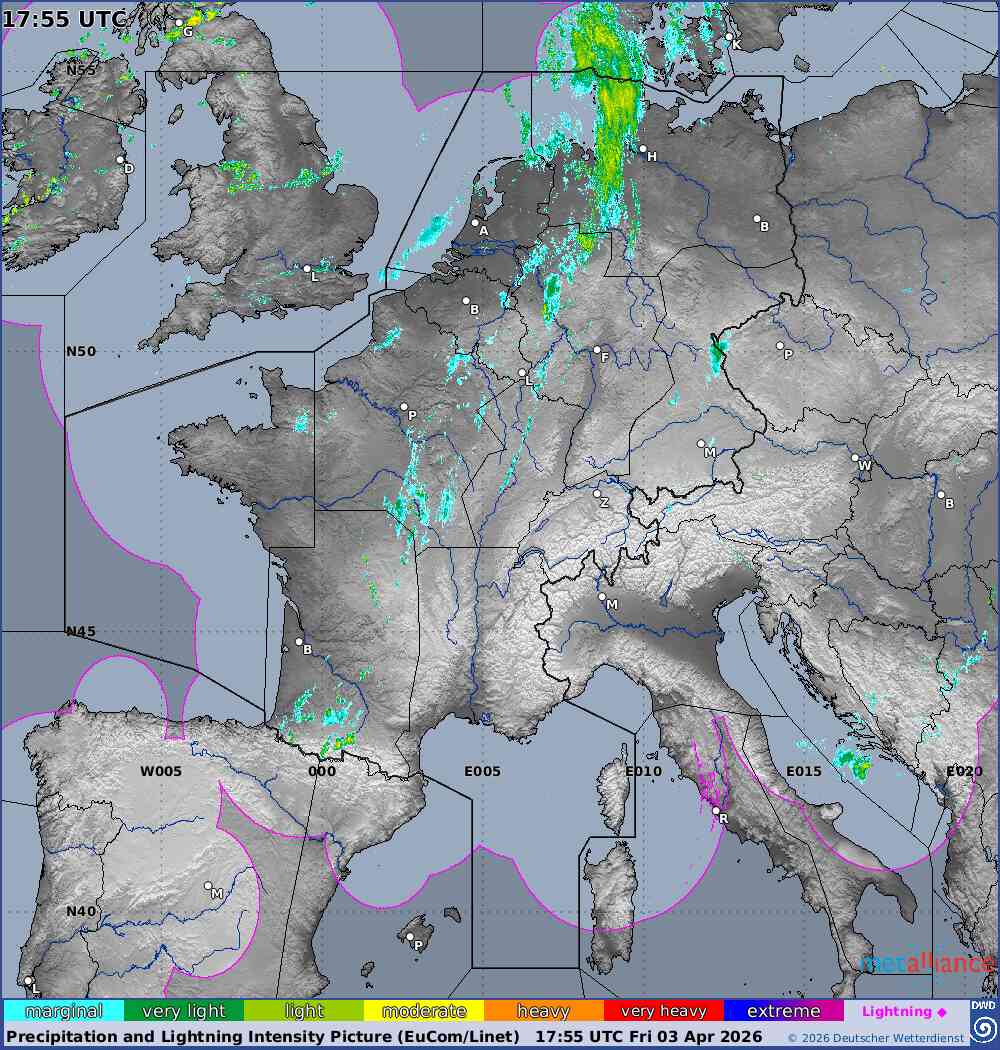 17:55 UTC
G
K
N55
D
H
A
B
L
B
N50
F
P
L
P
M
W
Z
B
M
N45
B
W005
000
E005
E010
E015
E020
R
M
N40
P
L
metalliance
marginal very light light moderate heavy very heavy extreme Lightning ◆
DWD
Precipitation and Lightning Intensity Picture (EuCom/Linet) 17:55 UTC Fri 03 Apr 2026 © 2026 Deutscher Wetterdienst